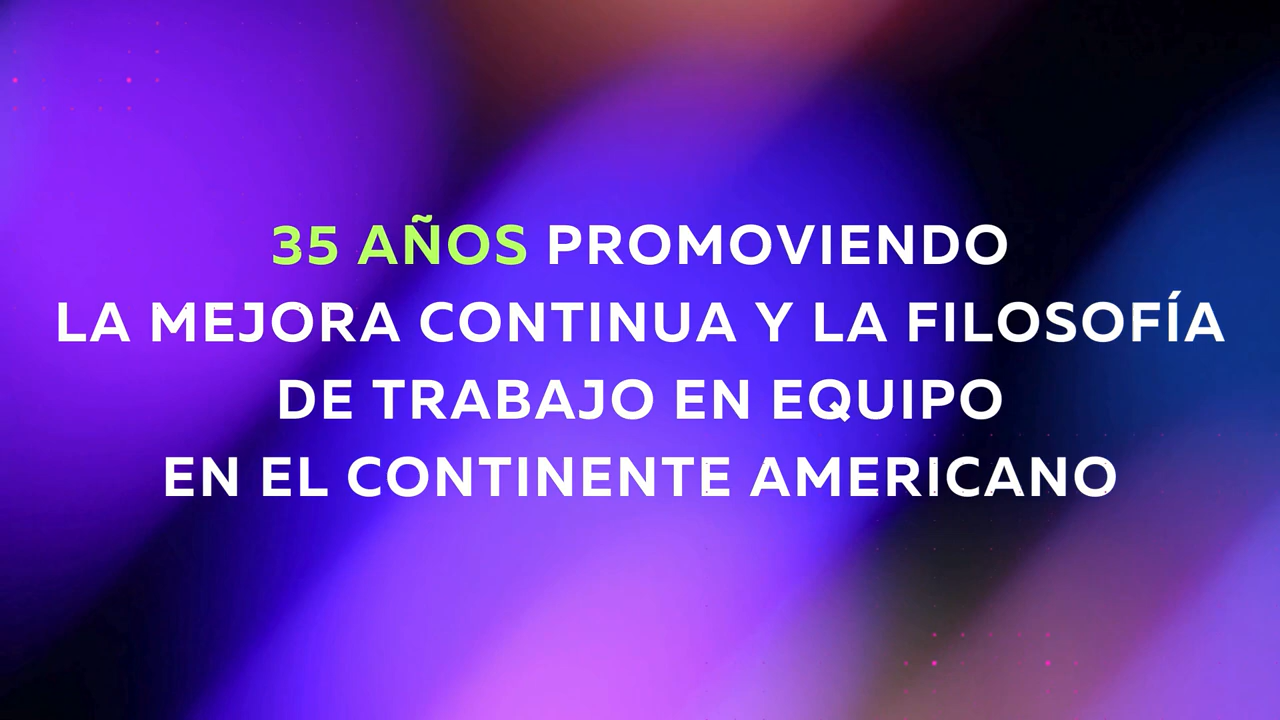 35 AÑOS PROMOVIENDO
LA MEJORA CONTINUA Y LA FILOSOFÍA
DE TRABAJO EN EQUIPO
EN EL CONTINENTE AMERICANO